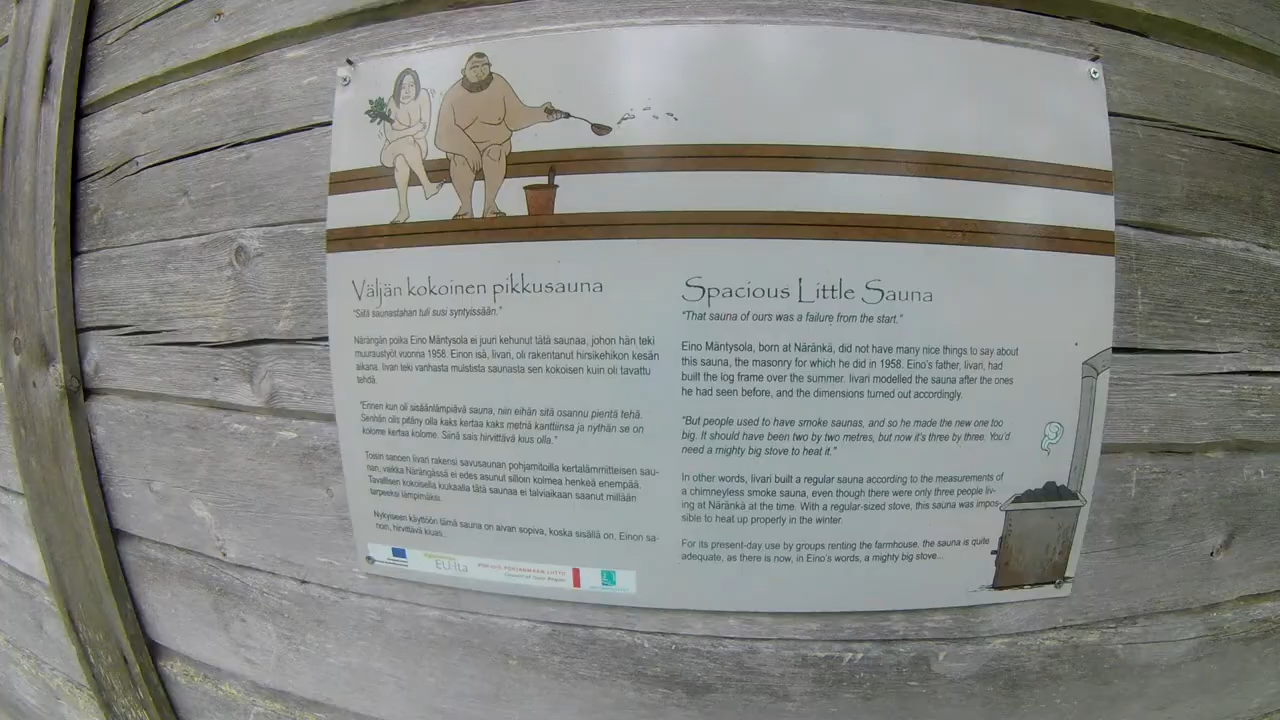 Väljän kokoinen pikkusauna
"Siitä saunastahan tuli susi syntyissään."
Närängän poika Eino Mäntysola ei juuri kehunut tätä saunaa, johon hän teki
muuraustyöt vuonna 1958. Einon isä, Iivari, oli rakentanut hirsikehikon kesän
aikana. Iivari teki vanhasta muistista saunasta sen kokoisen kuin oli tavattu
tehdä.
"Ennen kun oli sisäänlämpiävä sauna, niin eihän sitä osannu pientä tehä.
Senhän ois pitäny olla kaks kertaa kaks metriä kanttiinsa ja nythän se on
kolome kertaa kolome. Siinä sais hirvittävä kius olla."
Toisin sanoen Iivari rakensi savusaunan pohjamitoilla kertalämmitteisen sau-
nan, vaikka Närängässä ei edes asunut silloin kolmea henkeä enempää.
Tavallisen kokoisella kiukaalla tätä saunaa ei talviaikaan saanut millään
tarpeeksi lämpimäksi.
Nykyiseen käyttöön tämä sauna on aivan sopiva, koska sisällä on, Einon sa-
noin, hirvittävä kiuas...
EU:lta
POHJOIS-POHJANMAAN LIITTO
Council of Oulu Region
Spacious Little Sauna
"That sauna of ours was a failure from the start."
Eino Mäntysola, born at Näränkä, did not have many nice things to say about
this sauna, the masonry for which he did in 1958. Eino's father, Iivari, had
built the log frame over the summer. Iivari modelled the sauna after the ones
he had seen before, and the dimensions turned out accordingly.
"But people used to have smoke saunas, and so he made the new one too
big. It should have been two by two metres, but now it's three by three. You'd
need a mighty big stove to heat it."
In other words, Iivari built a regular sauna according to the measurements of
a chimneyless smoke sauna, even though there were only three people liv-
ing at Näränkä at the time. With a regular-sized stove, this sauna was impos-
sible to heat up properly in the winter.
For its present-day use by groups renting the farmhouse, the sauna is quite
adequate, as there is now, in Eino's words, a mighty big stove...